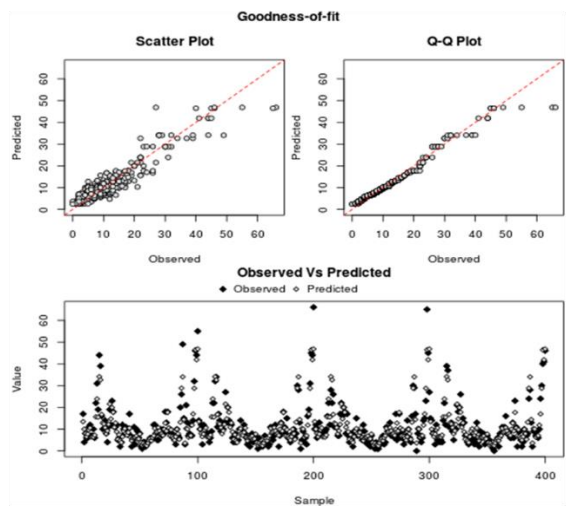 Goodness-of-fit
Scatter Plot
Q-Q Plot
Predicted
0 10 20 30 40 50 60
0 10 20 30 40 50 60
Observed
Predicted
0 10 20 30 40 50 60
0 10 20 30 40 50 60
Observed
Observed Vs Predicted
Observed Predicted
Value
0 10 20 30 40 50 60
0 100 200 300 400
Sample